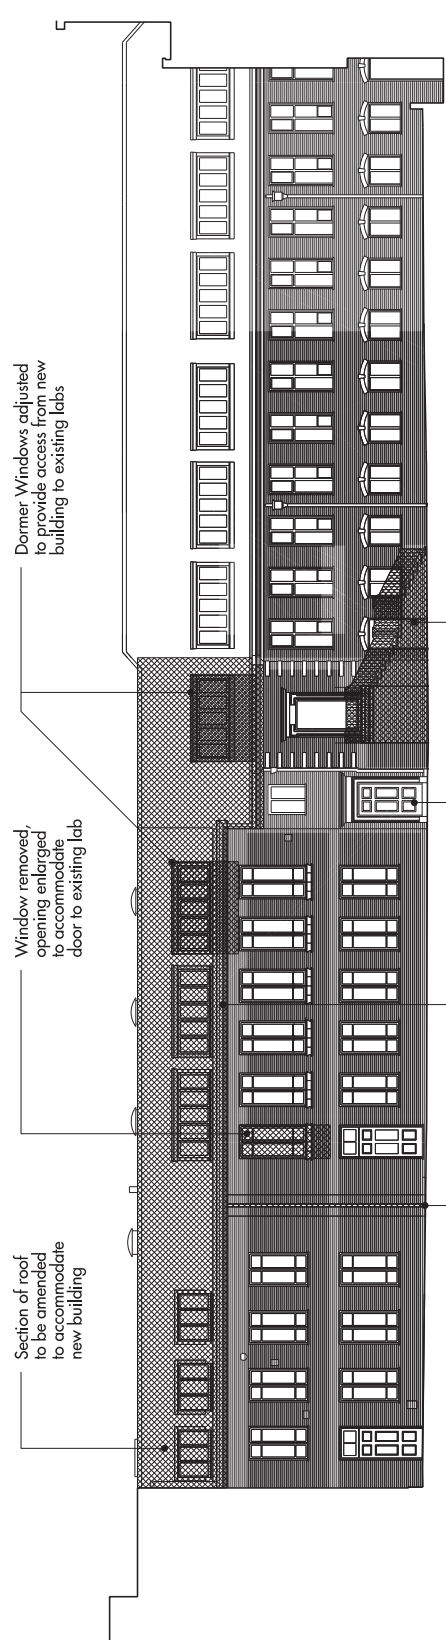 Section of roof
to be amended
to accommodate
new building
Window removed,
opening enlarged
to accommodate
door to existing lab
Dormer Windows adjusted
to provide access from new
building to existing labs